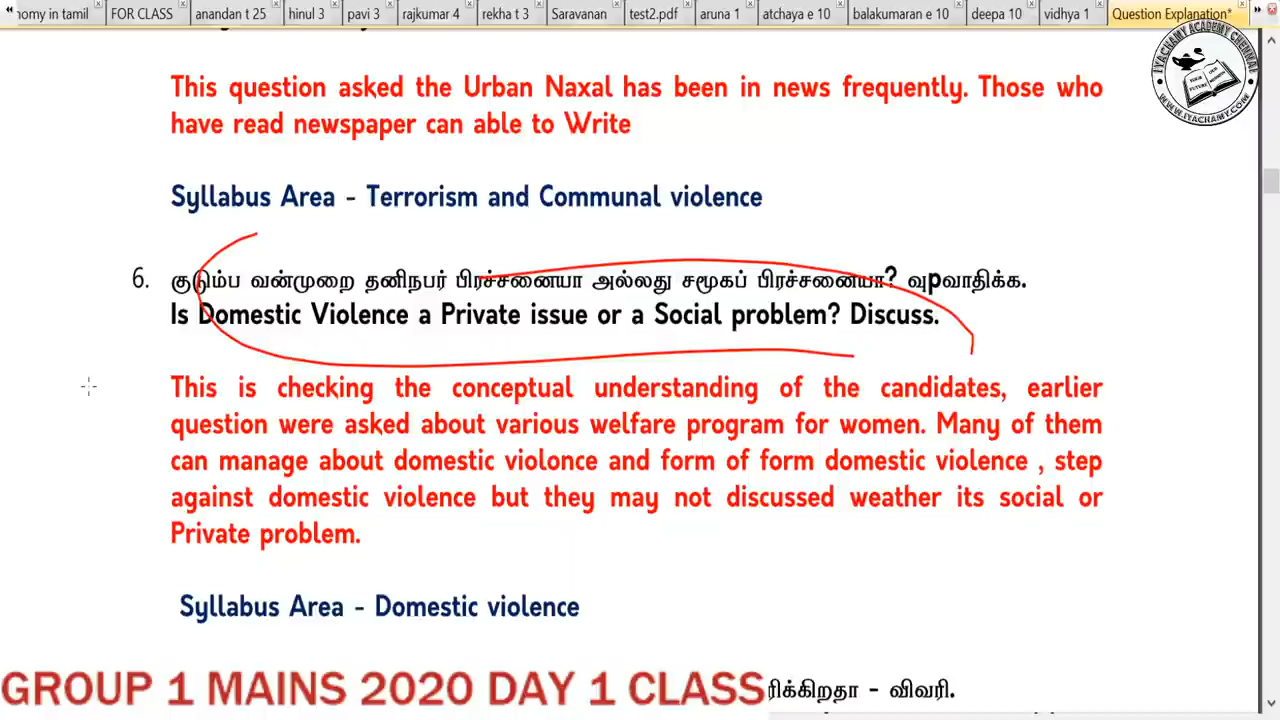 nomy in tamil FOR CLASS anandan t 25 hinul 3 pavi 3 rajkumar 4 rekha t 3 Saravanan test2.pdf aruna 1 atchaya e 10 balakumaran e 10 deepa 10 vidhya 1 Question Explanation*
IYACHAMY ACADEMY CHENNAI
WWW.IYACHAMY.COM
This question asked the Urban Naxal has been in news frequently. Those who
have read newspaper can able to Write
Syllabus Area - Terrorism and Communal violence
6. குடும்ப வன்முறை தனிநபர் பிரச்சனையா அல்லது சமூகப் பிரச்சனையா? வுpவாதிக்க.
Is Domestic Violence a Private issue or a Social problem? Discuss.
This is checking the conceptual understanding of the candidates, earlier
question were asked about various welfare program for women. Many of them
can manage about domestic violonce and form of form domestic violence , step
against domestic violence but they may not discussed weather its social or
Private problem.
Syllabus Area - Domestic violence
GROUP 1 MAINS 2020 DAY 1 CLASS ரிக்கிறதா - விவரி.